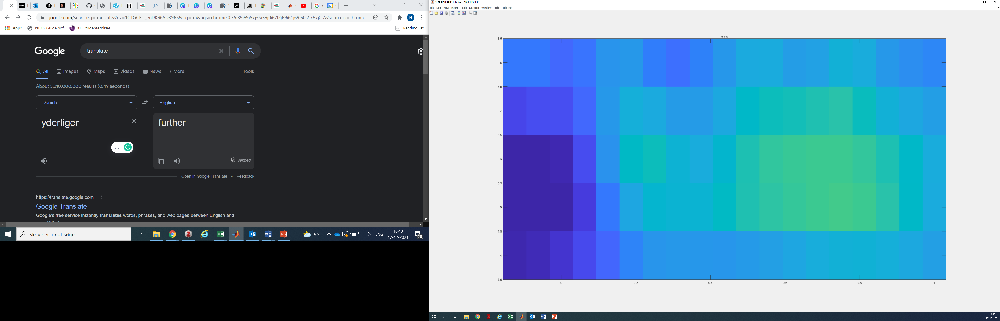 google.com/search?q=translate&rlz=1C1GCEU_enDK965DK965&oq=tra&aqs=chrome.0.35i39j69i57j35i39j0i67l2j69i61j69i60l2.767j0j7&sourceid=chrome...
N
Apps NEXS-Guide.pdf KU Studenteridræt Reading list
Google translate
All Images Maps Videos News More Tools
About 3.210.000.000 results (0,49 seconds)
Danish English
yderliger further
Verified
Open in Google Translate • Feedback
https://translate.google.com
Google Translate
Google's free service instantly translates words, phrases, and web pages between English and
Skriv her for at søge
5°C ENG 18:40
17-12-2021
20
4: ft_singleplotTFR: G0_Theta_Pre (Fz)
File Edit View Insert Tools Desktop Window Help FieldTrip
Fz / 12
8.5
8
7.5
7
6.5
6
5.5
5
4.5
4
3.5
0 0.2 0.4 0.6 0.8 1
18:40
17-12-2021